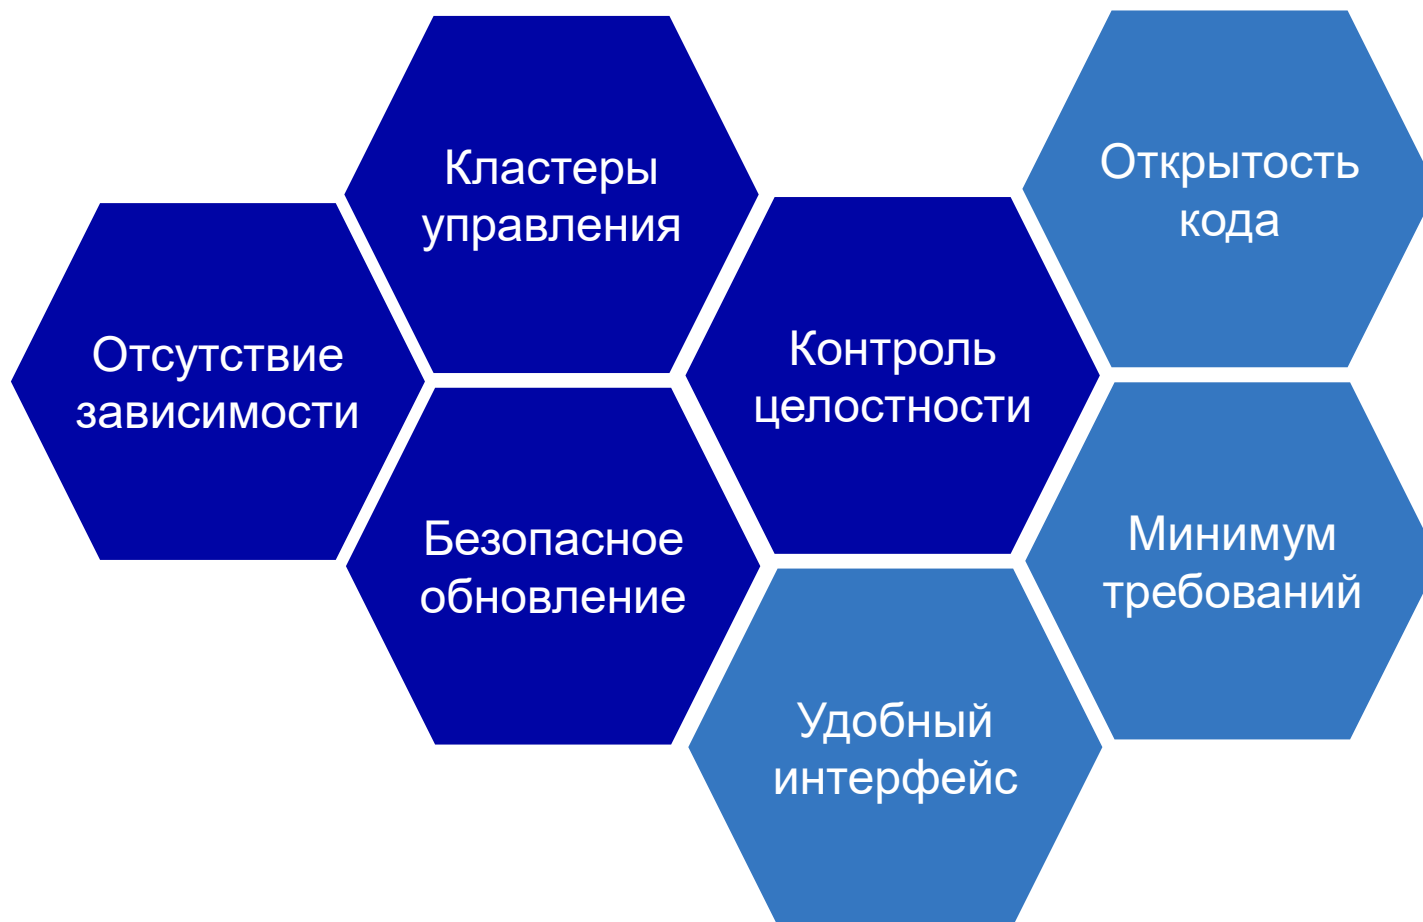 Отсутствие
зависимости
Кластеры
управления
Безопасное
обновление
Контроль
целостности
Удобный
интерфейс
Открытость
кода
Минимум
требований